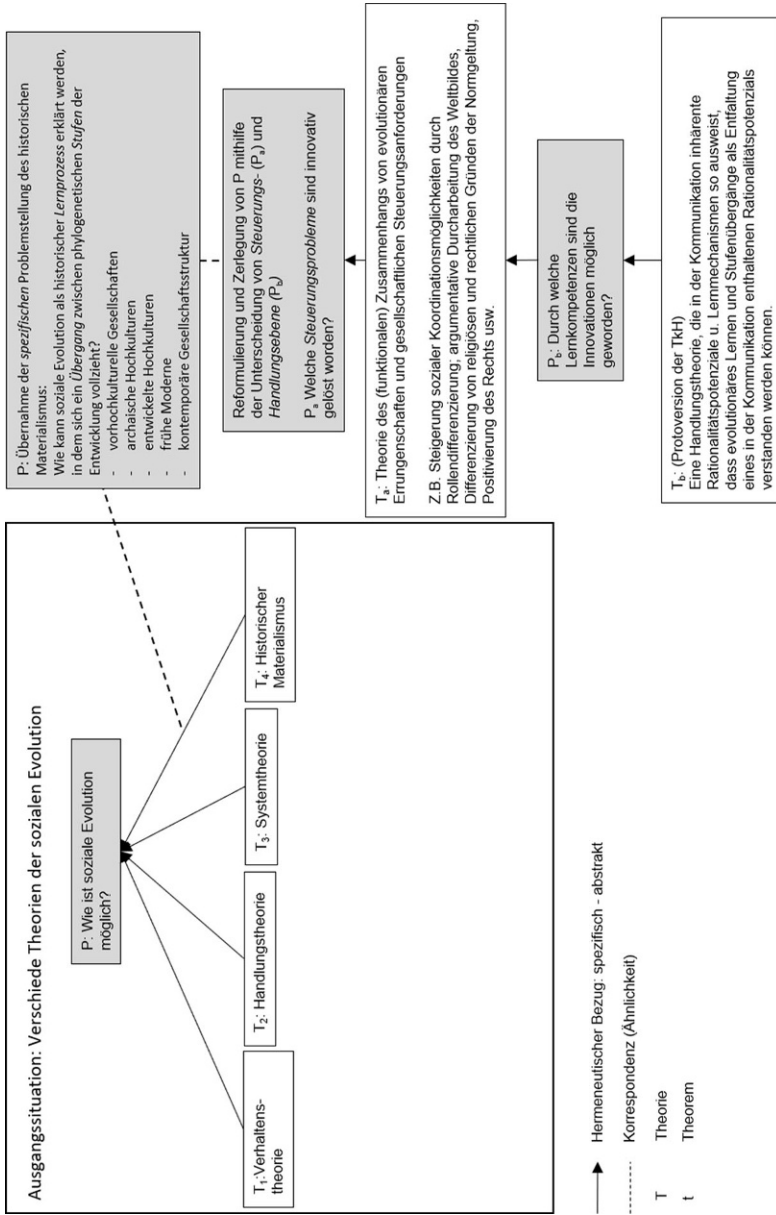 Ausgangssituation: Verschiede Theorien der sozialen Evolution
P: Wie ist soziale Evolution
möglich?
T1:Verhaltens-
theorie
T2: Handlungstheorie
T3: Systemtheorie
T4: Historischer
Materialismus
P: Übernahme der spezifischen Problemstellung des historischen
Materialismus:
Wie kann soziale Evolution als historischer Lernprozess erklärt werden,
in dem sich ein Übergang zwischen phylogenetischen Stufen der
Entwicklung vollzieht?
- vorhochkulturelle Gesellschaften
- archaische Hochkulturen
- entwickelte Hochkulturen
- frühe Moderne
- kontemporäre Gesellschaftsstruktur
Reformulierung und Zerlegung von P mithilfe
der Unterscheidung von Steuerungs- (Pa) und
Handlungsebene (Pb)
Pa Welche Steuerungsprobleme sind innovativ
gelöst worden?
Ta: Theorie des (funktionalen) Zusammenhangs von evolutionären
Errungenschaften und gesellschaftlichen Steuerungsanforderungen
Z.B. Steigerung sozialer Koordinationsmöglichkeiten durch
Rollendifferenzierung; argumentative Durcharbeitung des Weltbildes,
Differenzierung von religiösen und rechtlichen Gründen der Normgeltung,
Positivierung des Rechts usw.
Pb: Durch welche
Lernkompetenzen sind die
Innovationen möglich
geworden?
Tb: (Protoversion der TkH)
Eine Handlungstheorie, die in der Kommunikation inhärente
Rationalitätspotenziale u. Lernmechanismen so ausweist,
dass evolutionäres Lernen und Stufenübergänge als Entfaltung
eines in der Kommunikation enthaltenen Rationalitätspotenzials
verstanden werden können.
Hermeneutischer Bezug: spezifisch - abstrakt
Korrespondenz (Ähnlichkeit)
T Theorie
t Theorem